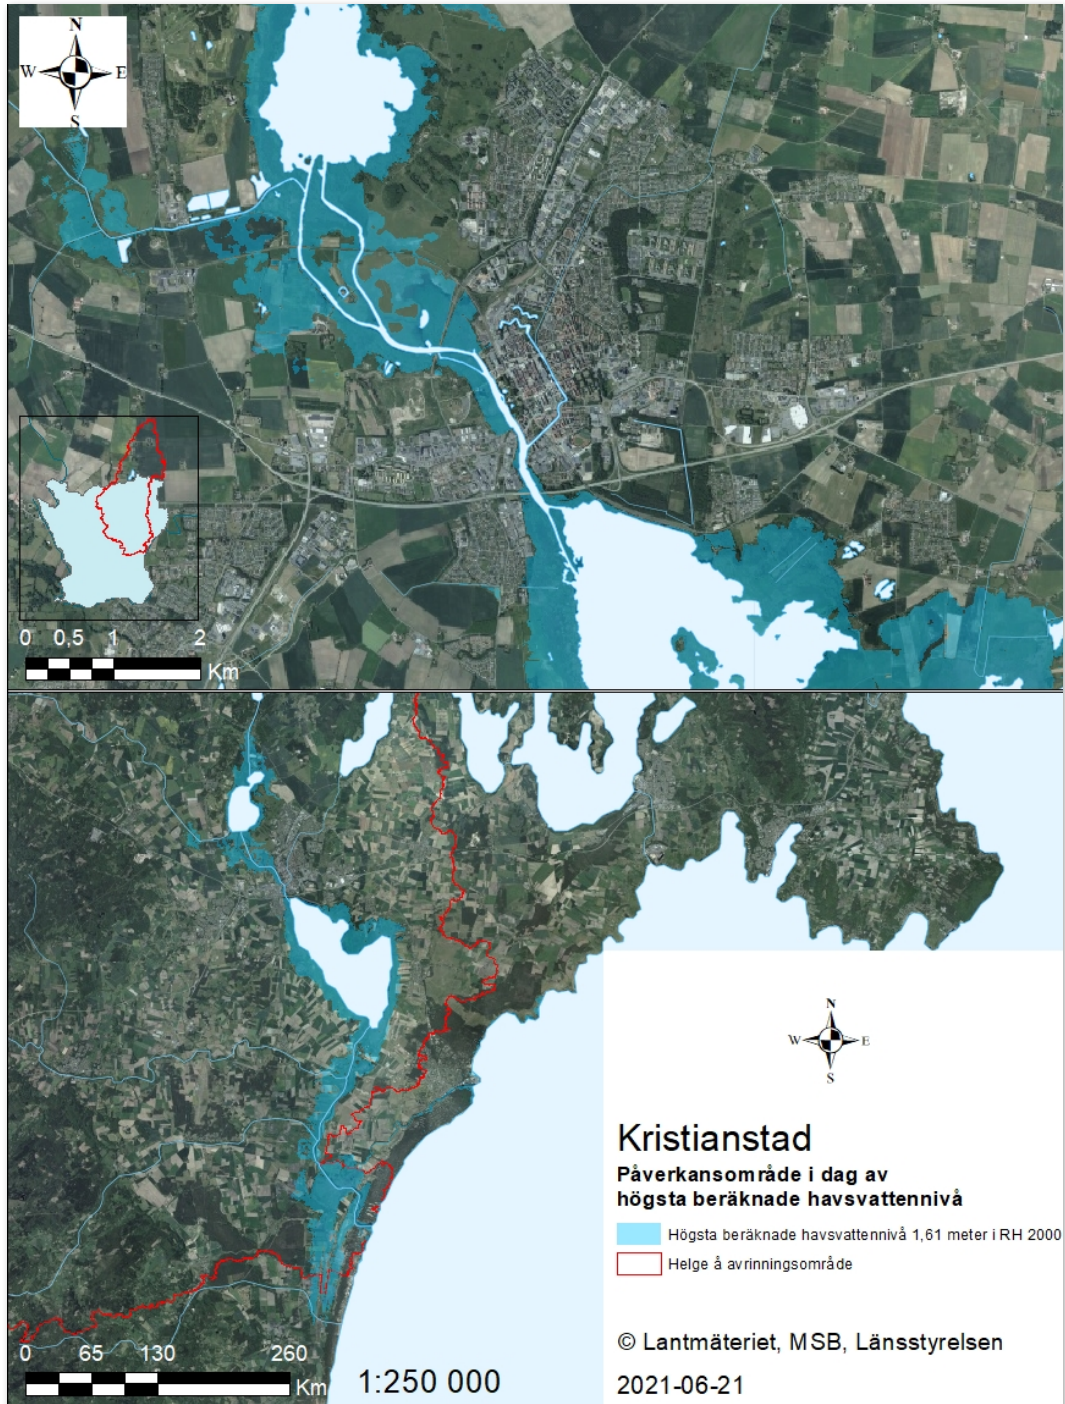 N
W E
S
0 0,5 1 2
Km
N
W E
S
Kristianstad
Påverkansområde i dag av
högsta beräknade havsvattennivå
Högsta beräknade havsvattennivå 1,61 meter i RH 2000
Helge å avrinningsområde
0 65 130 260
Km
1:250 000
© Lantmäteriet, MSB, Länsstyrelsen
2021-06-21